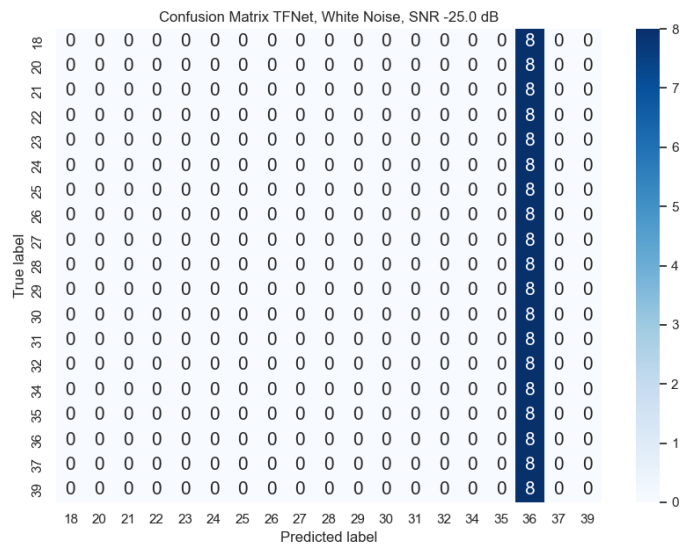 Confusion Matrix TFNet, White Noise, SNR -25.0 dB
18 0 0 0 0 0 0 0 0 0 0 0 0 0 0 0 0 8 0 0
20 0 0 0 0 0 0 0 0 0 0 0 0 0 0 0 0 8 0 0
21 0 0 0 0 0 0 0 0 0 0 0 0 0 0 0 0 8 0 0
22 0 0 0 0 0 0 0 0 0 0 0 0 0 0 0 0 8 0 0
23 0 0 0 0 0 0 0 0 0 0 0 0 0 0 0 0 8 0 0
24 0 0 0 0 0 0 0 0 0 0 0 0 0 0 0 0 8 0 0
25 0 0 0 0 0 0 0 0 0 0 0 0 0 0 0 0 8 0 0
26 0 0 0 0 0 0 0 0 0 0 0 0 0 0 0 0 8 0 0
27 0 0 0 0 0 0 0 0 0 0 0 0 0 0 0 0 8 0 0
28 0 0 0 0 0 0 0 0 0 0 0 0 0 0 0 0 8 0 0
29 0 0 0 0 0 0 0 0 0 0 0 0 0 0 0 0 8 0 0
30 0 0 0 0 0 0 0 0 0 0 0 0 0 0 0 0 8 0 0
31 0 0 0 0 0 0 0 0 0 0 0 0 0 0 0 0 8 0 0
32 0 0 0 0 0 0 0 0 0 0 0 0 0 0 0 0 8 0 0
34 0 0 0 0 0 0 0 0 0 0 0 0 0 0 0 0 8 0 0
35 0 0 0 0 0 0 0 0 0 0 0 0 0 0 0 0 8 0 0
36 0 0 0 0 0 0 0 0 0 0 0 0 0 0 0 0 8 0 0
37 0 0 0 0 0 0 0 0 0 0 0 0 0 0 0 0 8 0 0
39 0 0 0 0 0 0 0 0 0 0 0 0 0 0 0 0 8 0 0
18 20 21 22 23 24 25 26 27 28 29 30 31 32 34 35 36 37 39
Predicted label
True label
8
7
6
5
4
3
2
1
0